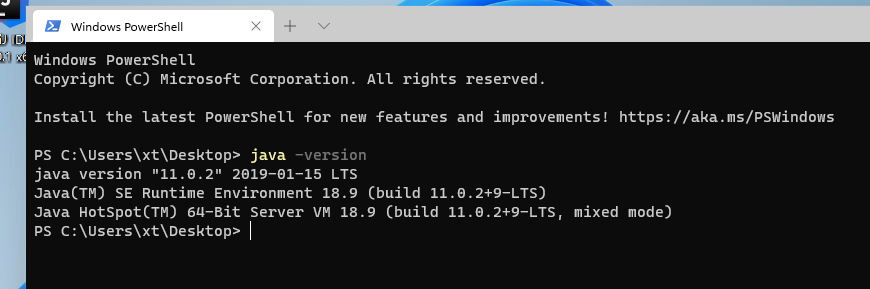 Windows PowerShell
Windows PowerShell
Copyright (C) Microsoft Corporation. All rights reserved.
Install the latest PowerShell for new features and improvements! https://aka.ms/PSWindows
PS C:\Users\xt\Desktop> java -version
java version "11.0.2" 2019-01-15 LTS
Java(TM) SE Runtime Environment 18.9 (build 11.0.2+9-LTS)
Java HotSpot(TM) 64-Bit Server VM 18.9 (build 11.0.2+9-LTS, mixed mode)
PS C:\Users\xt\Desktop>